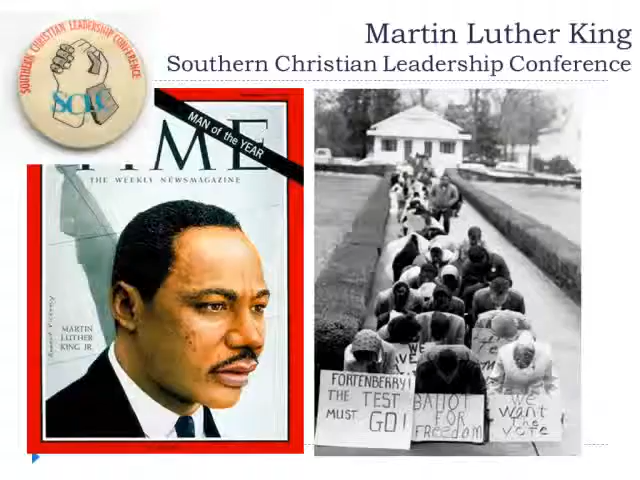 Martin Luther King
Southern Christian Leadership Conference
SOUTHERN CHRISTIAN LEADERSHIP CONFERENCE
SCLC
MAN of the YEAR
TIME
THE WEEKLY NEWSMAGAZINE
MARTIN
LUTHER
KING JR.
WE
FORTENBERRY!
THE TEST
MUST GO!
BALLOT
FOR
FREEdom
WE
Want
The
VOTE